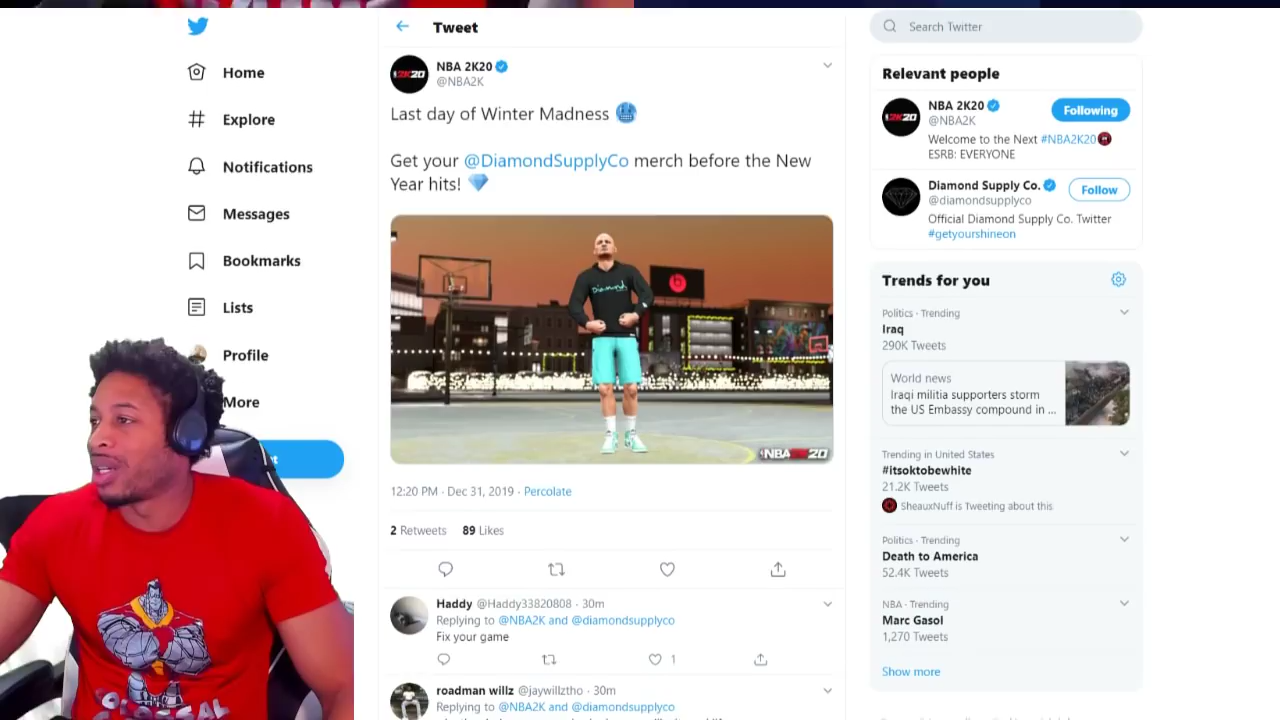 Home
Explore
Notifications
Messages
Bookmarks
Lists
Profile
More
Tweet
NBA 2K20
@NBA2K
Last day of Winter Madness
Get your @DiamondSupplyCo merch before the New
Year hits!
Diamond
NBA 2K20
12:20 PM · Dec 31, 2019 · Percolate
2 Retweets 89 Likes
Haddy @Haddy33820808 · 30m
Replying to @NBA2K and @diamondsupplyco
Fix your game
1
roadman willz @jaywillztho · 30m
Replying to @NBA2K and @diamondsupplyco
Search Twitter
Relevant people
NBA 2K20
@NBA2K
Following
Welcome to the Next #NBA2K20
ESRB: EVERYONE
Diamond Supply Co.
@diamondsupplyco
Follow
Official Diamond Supply Co. Twitter
#getyourshineon
Trends for you
Politics · Trending
Iraq
290K Tweets
World news
Iraqi militia supporters storm
the US Embassy compound in ...
Trending in United States
#itsoktobewhite
21.2K Tweets
SheauxNuff is Tweeting about this
Politics · Trending
Death to America
52.4K Tweets
NBA · Trending
Marc Gasol
1,270 Tweets
Show more